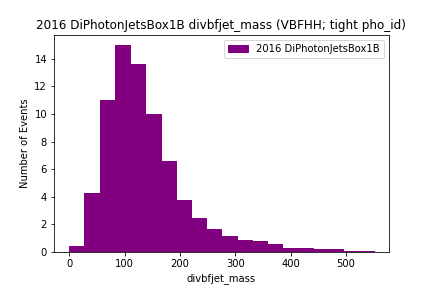 2016 DiPhotonJetsBox1B divbfjet_mass (VBFHH; tight pho_id)
2016 DiPhotonJetsBox1B
Number of Events
14
12
10
8
6
4
2
0
0 100 200 300 400 500
divbfjet_mass